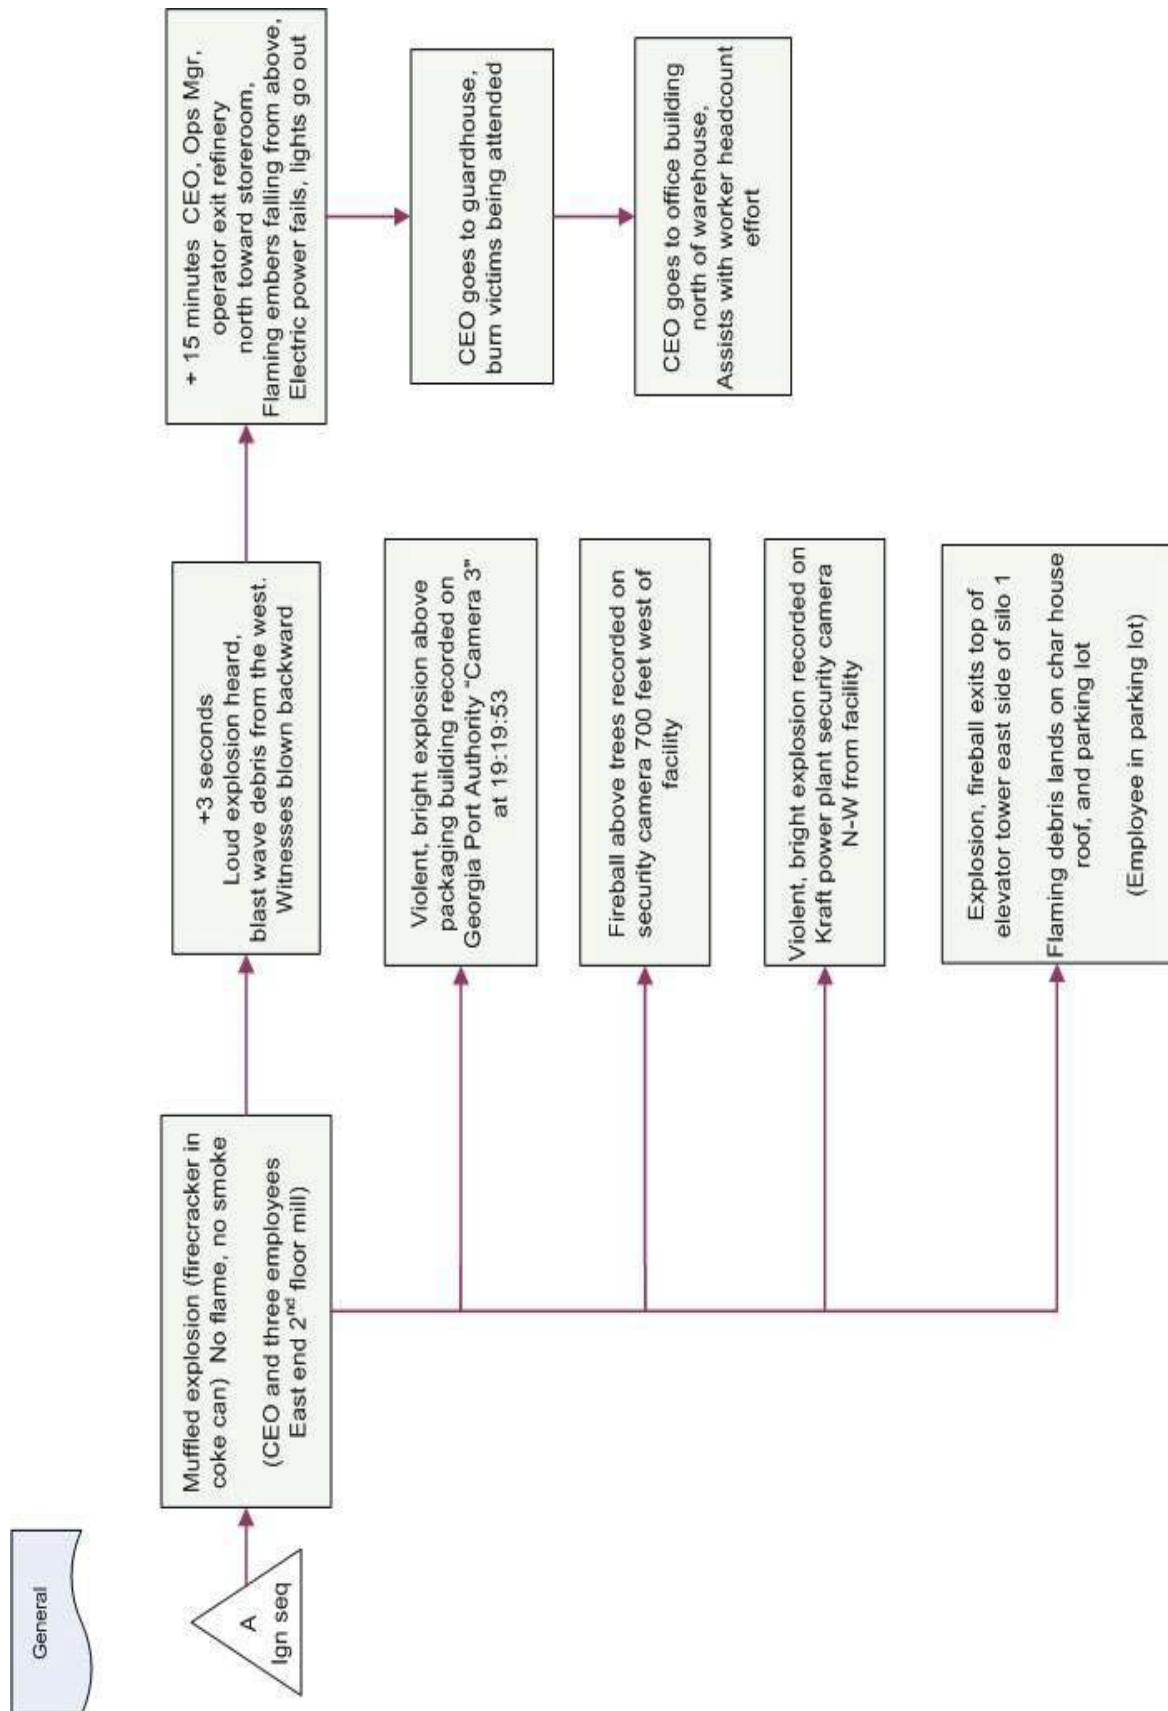 General
A
Ign seq
Muffled explosion (firecracker in
coke can)  No flame, no smoke
(CEO and three employees
East end 2nd floor mill)
+3 seconds
Loud explosion heard,
blast wave debris from the west.
Witnesses blown backward
+ 15 minutes  CEO, Ops Mgr,
operator exit refinery
north toward storeroom,
Flaming embers falling from above,
Electric power fails, lights go out
CEO goes to guardhouse,
burn victims being attended
CEO goes to office building
north of warehouse,
Assists with worker headcount
effort
Violent, bright explosion above
packaging building recorded on
Georgia Port Authority “Camera 3”
at 19:19:53
Fireball above trees recorded on
security camera 700 feet west of
facility
Violent, bright explosion recorded on
Kraft power plant security camera
N-W from facility
Explosion, fireball exits top of
elevator tower east side of silo 1
Flaming debris lands on char house
roof, and parking lot
(Employee in parking lot)